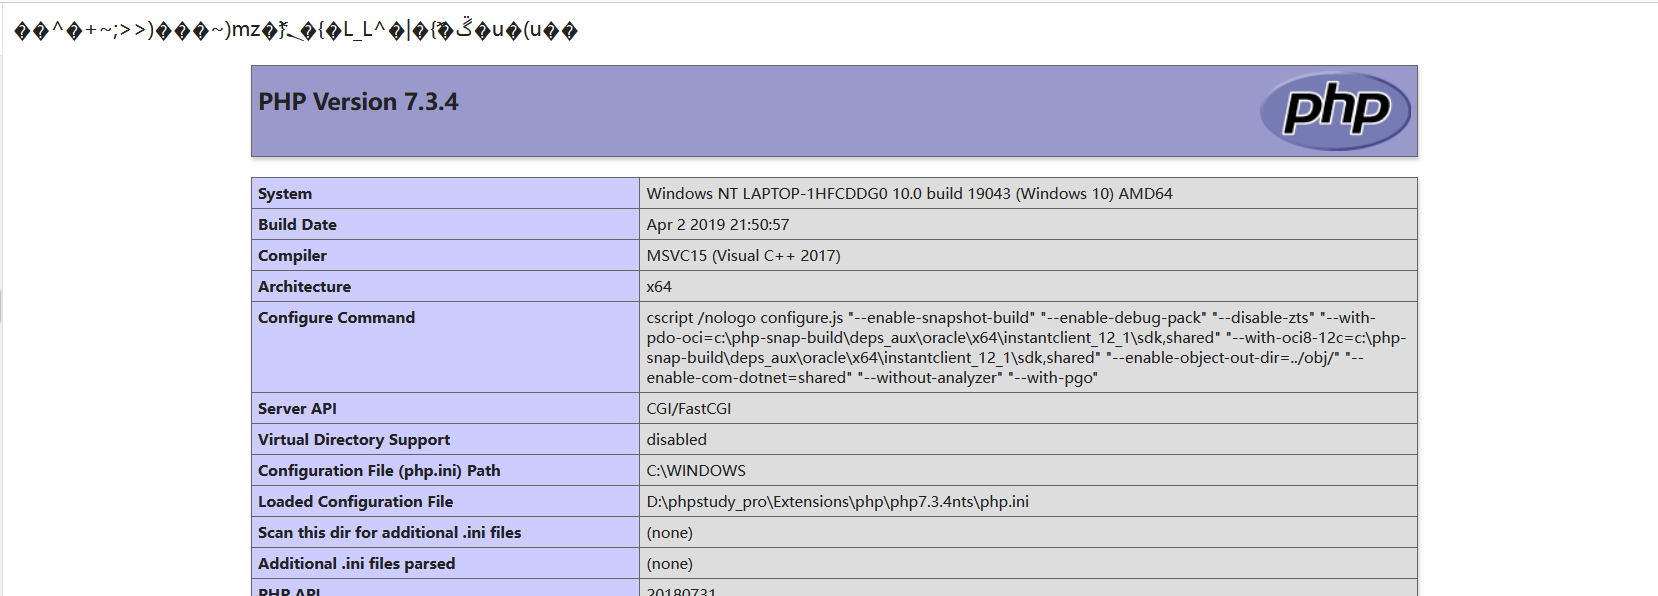 ��^�+~;>>)���~)mz�
�{�L_L^�|�{
�u�(u��
PHP Version 7.3.4
php
System Windows NT LAPTOP-1HFCDDG0 10.0 build 19043 (Windows 10) AMD64
Build Date Apr 2 2019 21:50:57
Compiler MSVC15 (Visual C++ 2017)
Architecture x64
Configure Command cscript /nologo configure.js "--enable-snapshot-build" "--enable-debug-pack" "--disable-zts" "--with-
pdo-oci=c:\php-snap-build\deps_aux\oracle\x64\instantclient_12_1\sdk,shared" "--with-oci8-12c=c:\php-
snap-build\deps_aux\oracle\x64\instantclient_12_1\sdk,shared" "--enable-object-out-dir=../obj/" "--
enable-com-dotnet=shared" "--without-analyzer" "--with-pgo"
Server API CGI/FastCGI
Virtual Directory Support disabled
Configuration File (php.ini) Path C:\WINDOWS
Loaded Configuration File D:\phpstudy_pro\Extensions\php\php7.3.4nts\php.ini
Scan this dir for additional .ini files (none)
Additional .ini files parsed (none)
PHP API 20180731